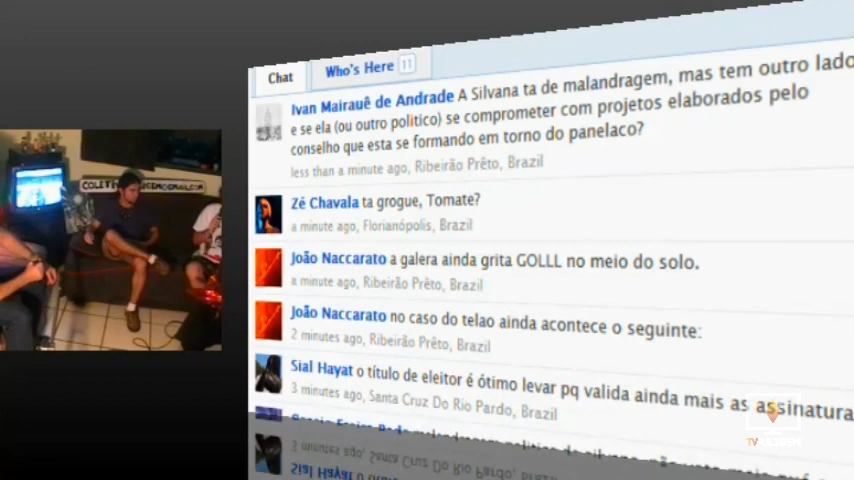 Chat
Who's Here 11
Ivan Mairauê de Andrade A Silvana ta de malandragem, mas tem outro lado
e se ela (ou outro politico) se comprometer com projetos elaborados pelo
conselho que esta se formando em torno do panelaco?
less than a minute ago, Ribeirão Prêto, Brazil
Zé Chavala ta grogue, Tomate?
a minute ago, Florianópolis, Brazil
João Naccarato a galera ainda grita GOLLL no meio do solo.
a minute ago, Ribeirão Prêto, Brazil
João Naccarato no caso do telao ainda acontece o seguinte:
2 minutes ago, Ribeirão Prêto, Brazil
Sial Hayat o título de eleitor é ótimo levar pq valida ainda mais as assinatura
3 minutes ago, Santa Cruz Do Rio Pardo, Brazil